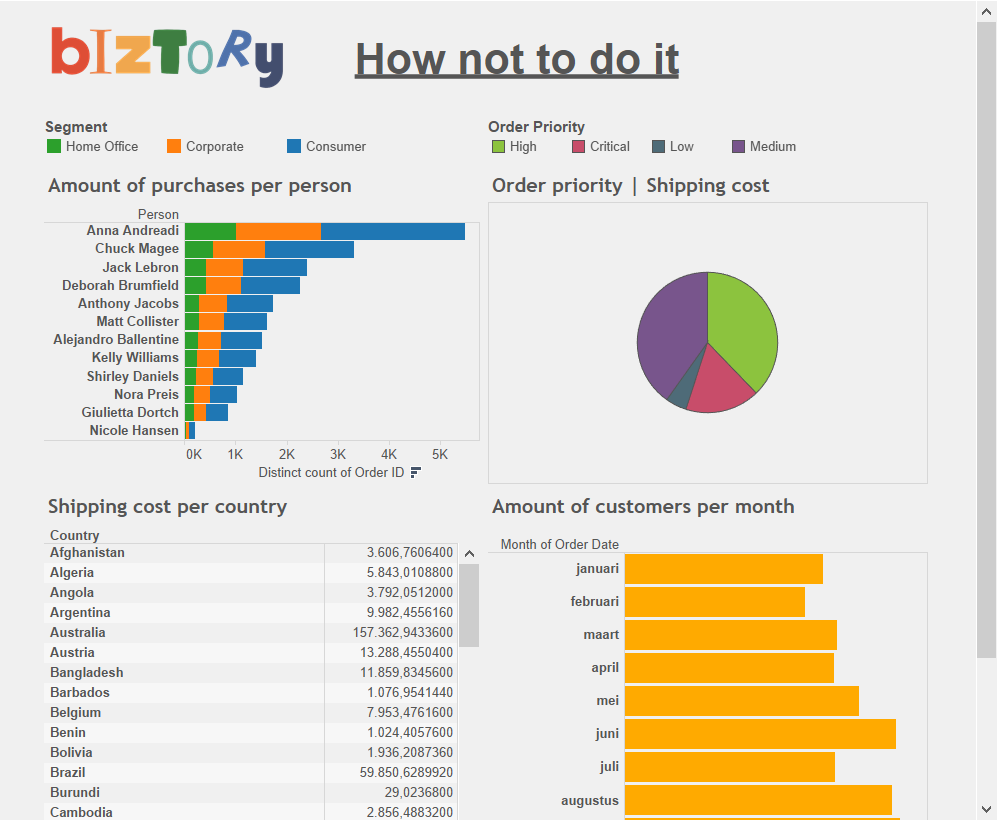 bIzToRy
How not to do it
Segment
Home Office Corporate Consumer
Order Priority
High Critical Low Medium
Amount of purchases per person
Person
Anna Andreadi
Chuck Magee
Jack Lebron
Deborah Brumfield
Anthony Jacobs
Matt Collister
Alejandro Ballentine
Kelly Williams
Shirley Daniels
Nora Preis
Giulietta Dortch
Nicole Hansen
0K 1K 2K 3K 4K 5K
Distinct count of Order ID
Order priority | Shipping cost
Shipping cost per country
Country
Afghanistan 3.606,7606400
Algeria 5.843,0108800
Angola 3.792,0512000
Argentina 9.982,4556160
Australia 157.362,9433600
Austria 13.288,4550400
Bangladesh 11.859,8345600
Barbados 1.076,9541440
Belgium 7.953,4761600
Benin 1.024,4057600
Bolivia 1.936,2087360
Brazil 59.850,6289920
Burundi 29,0236800
Cambodia 2.856,4883200
Amount of customers per month
Month of Order Date
januari
februari
maart
april
mei
juni
juli
augustus